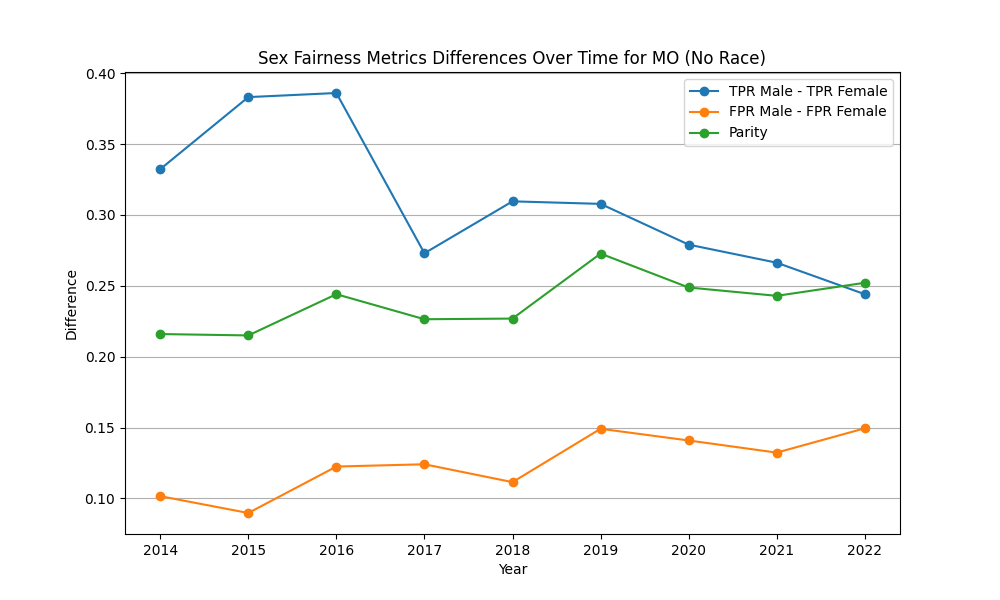 Sex Fairness Metrics Differences Over Time for MO (No Race)
TPR Male - TPR Female
FPR Male - FPR Female
Parity
Difference
0.40
0.35
0.30
0.25
0.20
0.15
0.10
2014 2015 2016 2017 2018 2019 2020 2021 2022
Year